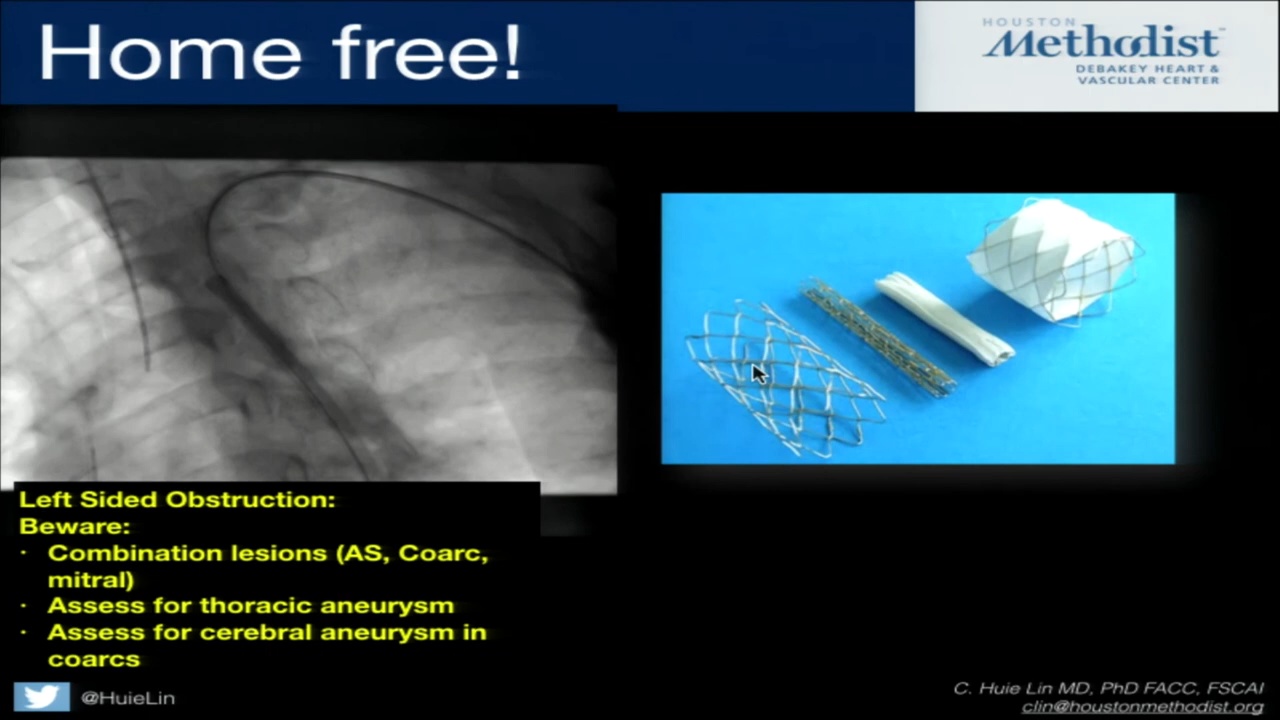 Home free!
HOUSTON
Methodist
DEBAKEY HEART &
VASCULAR CENTER
Left Sided Obstruction:
Beware:
· Combination lesions (AS, Coarc,
mitral)
· Assess for thoracic aneurysm
· Assess for cerebral aneurysm in
coarcs
@HuieLin
C. Huie Lin MD, PhD FACC, FSCAI
clin@houstonmethodist.org